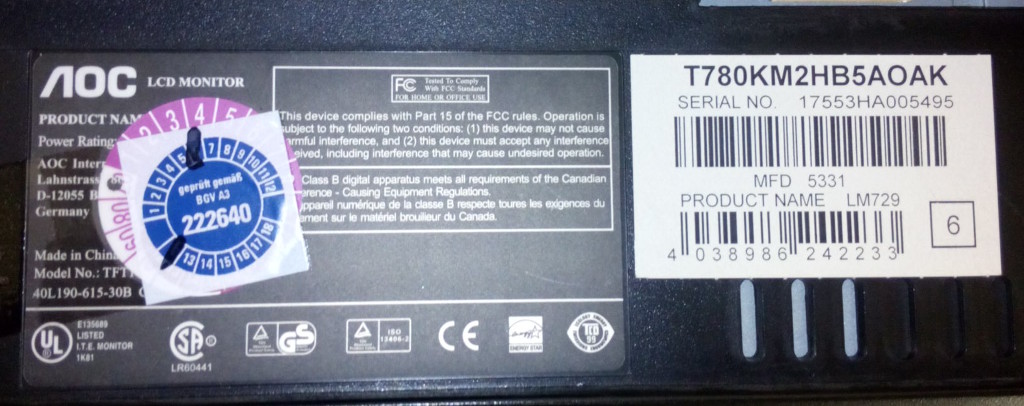 AOC LCD MONITOR
PRODUCT NAM
Power Rating:
AOC Inter
Lahnstrass
D-12055 B
Germany
Made in China
Model No.: TFT
40L190-615-30B
FC Tested To Comply
With FCC Standards
FOR HOME OR OFFICE USE
This device complies with Part 15 of the FCC rules. Operation is
subject to the following two conditions: (1) this device may not cause
armful interference, and (2) this device must accept any interference
eived, including interference that may cause undesired operation.
Class B digital apparatus meets all requirements of the Canadian
erence - Causing Equipment Regulations.
appareil numérique de la classe B respecte toures les exigences du
ement sur le matériel brouilleur du Canada.
2 3 4 5
1 2 3 4 5 7 8 9 10 11 12
geprüft gemäß
BGV A3
222640
13 14 15 16 17 18
UL
E135689
LISTED
I.T.E. MONITOR
1K81
SA
LR60441
GS
ISO
13406-2
CE
ENERGY STAR
TCO
99
T780KM2HB5AOAK
SERIAL NO. 17553HA005495
MFD 5331
PRODUCT NAME LM729
4 038986 242233
6